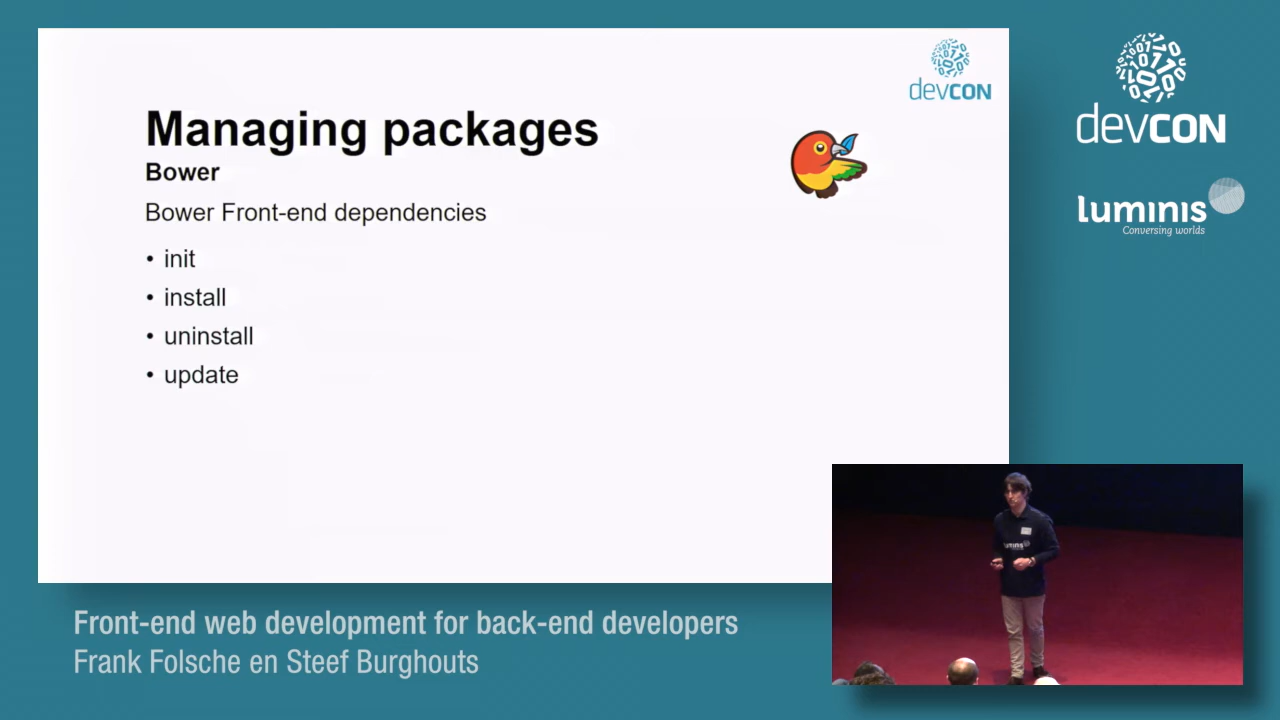 devcon
Managing packages
Bower
Bower Front-end dependencies
• init
• install
• uninstall
• update
devcon
luminis
Conversing worlds
luminis
Front-end web development for back-end developers
Frank Folsche en Steef Burghouts